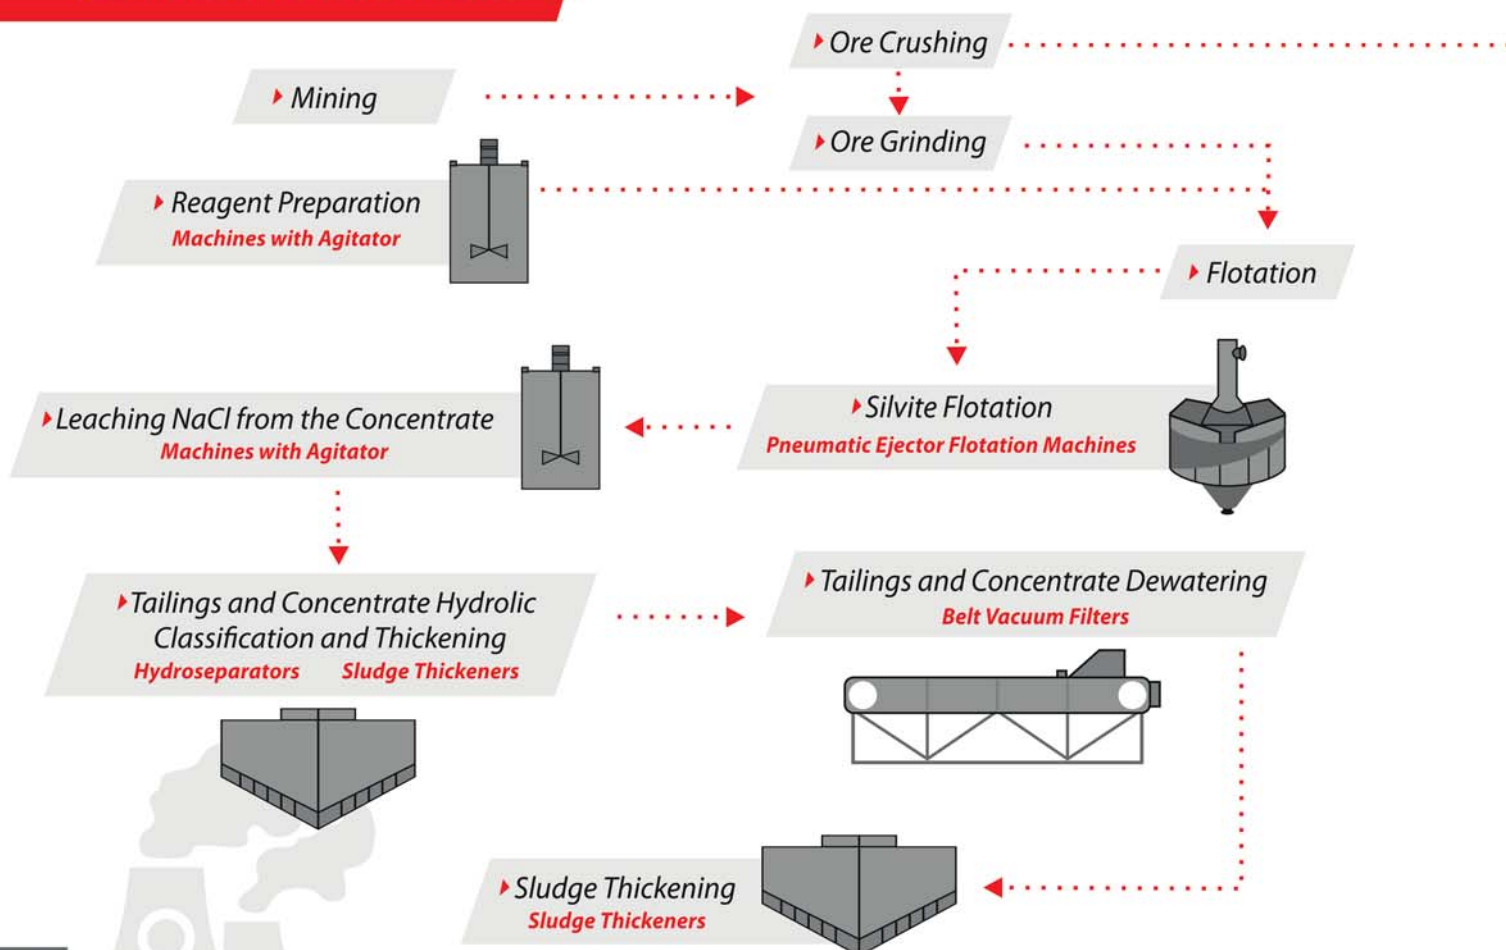 Ore Crushing
Mining
Ore Grinding
Reagent Preparation
Machines with Agitator
Flotation
Leaching NaCl from the Concentrate
Machines with Agitator
Silvite Flotation
Pneumatic Ejector Flotation Machines
Tailings and Concentrate Hydrolic
Classification and Thickening
Hydroseparators Sludge Thickeners
Tailings and Concentrate Dewatering
Belt Vacuum Filters
Sludge Thickening
Sludge Thickeners